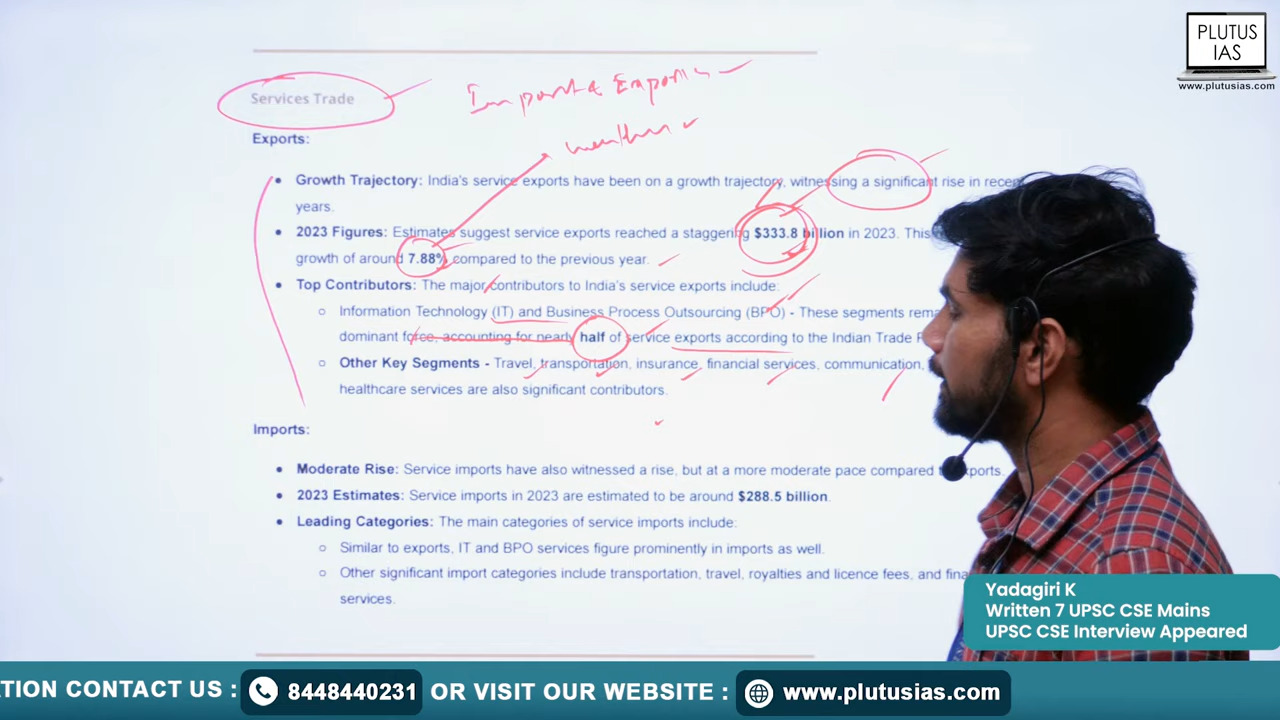 PLUTUS
IAS
www.plutusias.com
Services Trade
Import & Exports
Exports:
Growth Trajectory: India's service exports have been on a growth trajectory, witnessing a significant rise in
years.
2023 Figures: Estimates suggest service exports reached a staggering $333.8 billion in 2023. This
growth of around 7.88% compared to the previous year.
Top Contributors: The major contributors to India's service exports include:
Information Technology (IT) and Business Process Outsourcing (BPO) - These segments
dominant force, accounting for nearly half of service exports according to the Indian Trade
Other Key Segments - Travel, transportation, insurance, financial services, communication,
healthcare services are also significant contributors.
Imports:
Moderate Rise: Service imports have also witnessed a rise, but at a more moderate pace compared
2023 Estimates: Service imports in 2023 are estimated to be around $288.5 billion.
Leading Categories: The main categories of service imports include:
Similar to exports, IT and BPO services figure prominently in imports as well.
Other significant import categories include transportation, travel, royalties and licence fees, and
services.
Yadagiri K
Written 7 UPSC CSE Mains
UPSC CSE Interview Appeared
CONTACT US : 8448440231 OR VISIT OUR WEBSITE : www.plutusias.com